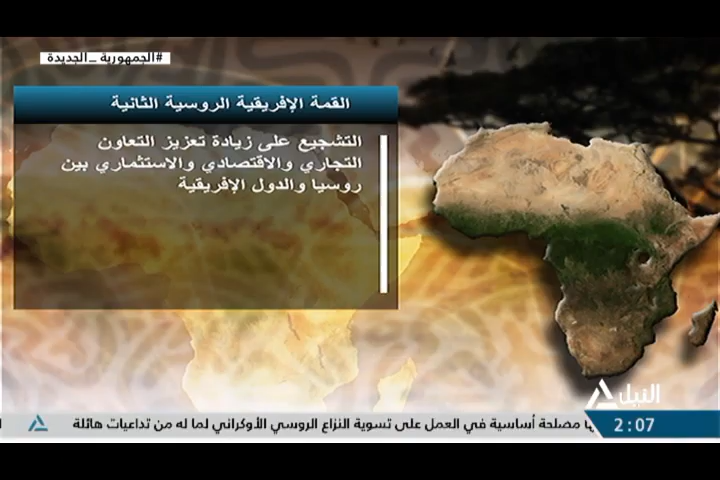 #الجمهورية_الجديدة
القمة الإفريقية الروسية الثانية
التشجيع على زيادة تعزيز التعاون
التجاري والاقتصادي والاستثماري بين
روسيا والدول الإفريقية
النيل
مصلحة أساسية في العمل على تسوية النزاع الروسي الأوكراني لما له من تداعيات هائلة
2:07